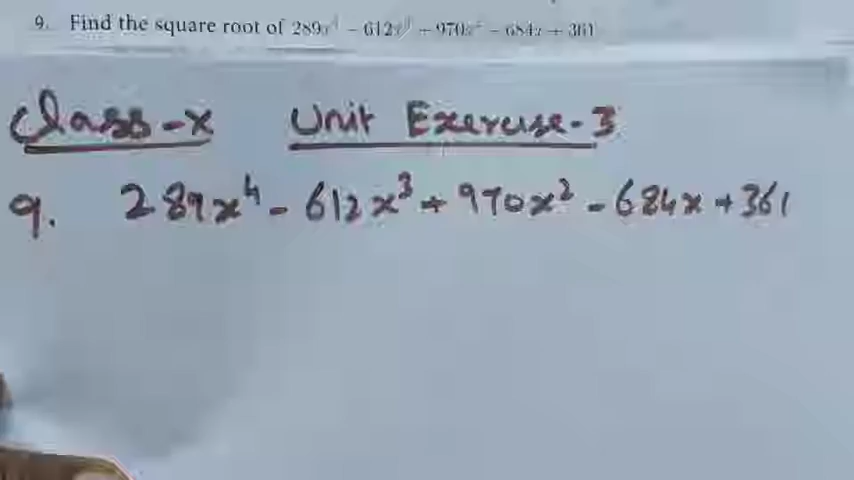 9. Find the square root of 289x⁴ − 612x³ + 970x² − 684x + 361
Class-X Unit Exercise-3
9. 289x⁴ - 612x³ + 970x² - 684x + 361